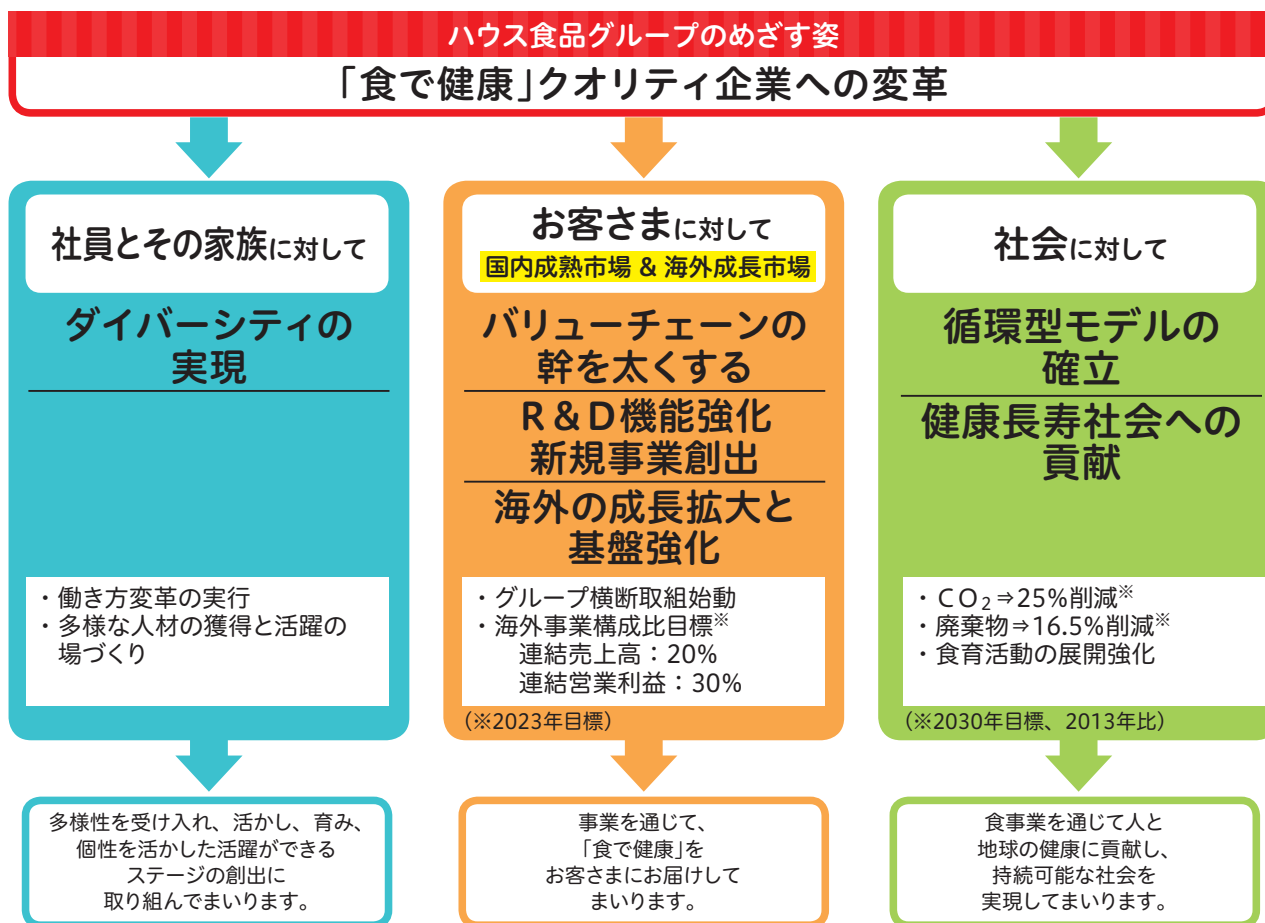 ハウス食品グループのめざす姿
「食で健康」クオリティ企業への変革
社員とその家族に対して
ダイバーシティの
実現
・働き方変革の実行
・多様な人材の獲得と活躍の
場づくり
多様性を受け入れ、活かし、育み、
個性を活かした活躍ができる
ステージの創出に
取り組んでまいります。
お客さまに対して
国内成熟市場 & 海外成長市場
バリューチェーンの
幹を太くする
R&D機能強化
新規事業創出
海外の成長拡大と
基盤強化
・グループ横断取組始動
・海外事業構成比目標※
連結売上高：20%
連結営業利益：30%
(※2023年目標)
事業を通じて、
「食で健康」を
お客さまにお届けして
まいります。
社会に対して
循環型モデルの
確立
健康長寿社会への
貢献
・CO₂⇒25%削減※
・廃棄物⇒16.5%削減※
・食育活動の展開強化
(※2030年目標、2013年比)
食事業を通じて人と
地球の健康に貢献し、
持続可能な社会を
実現してまいります。